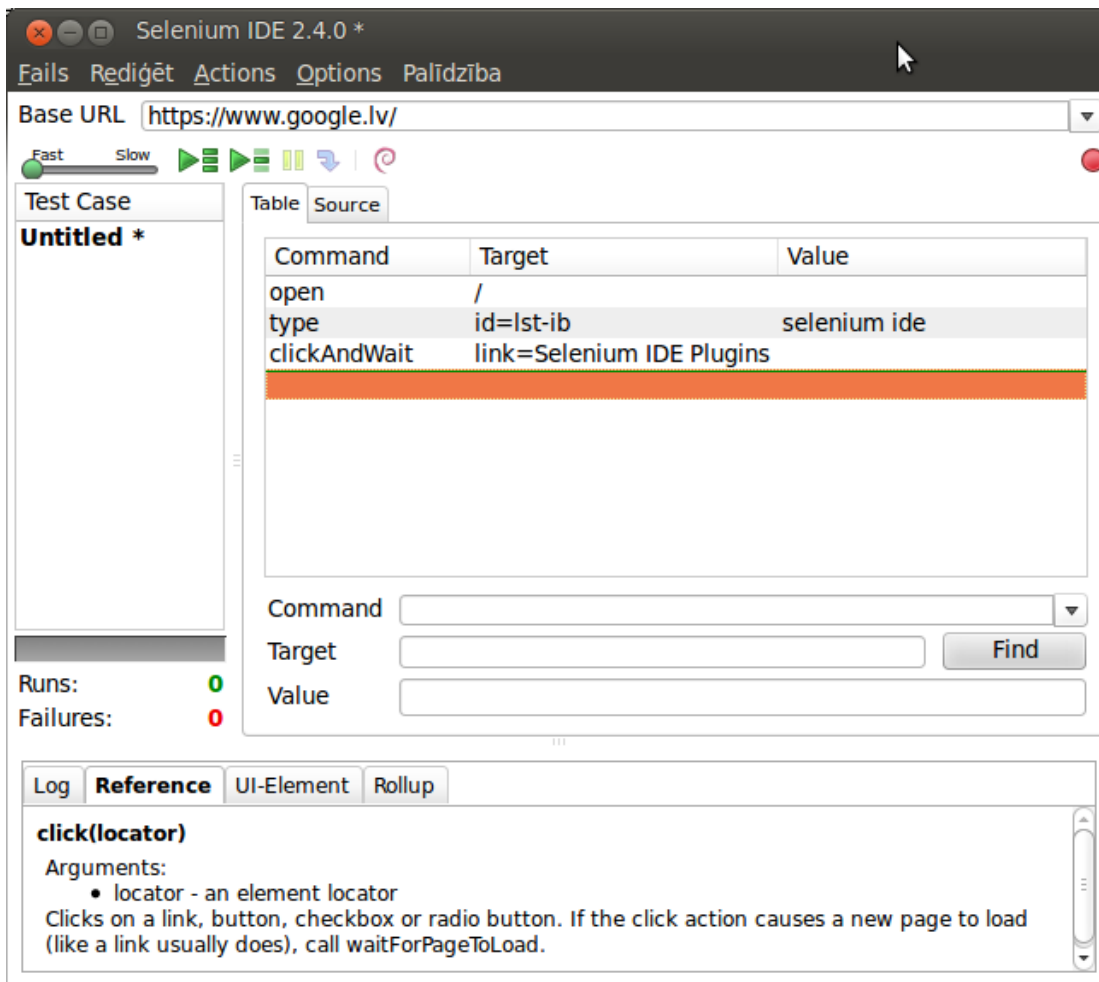 Selenium IDE 2.4.0 *
Fails Rediģēt Actions Options Palīdzība
Base URL https://www.google.lv/
Fast Slow
Test Case
Untitled *
Runs: 0
Failures: 0
Table Source
Command Target Value
open /
type id=lst-ib selenium ide
clickAndWait link=Selenium IDE Plugins
Command
Target Find
Value
Log Reference UI-Element Rollup
click(locator)
Arguments:
• locator - an element locator
Clicks on a link, button, checkbox or radio button. If the click action causes a new page to load
(like a link usually does), call waitForPageToLoad.